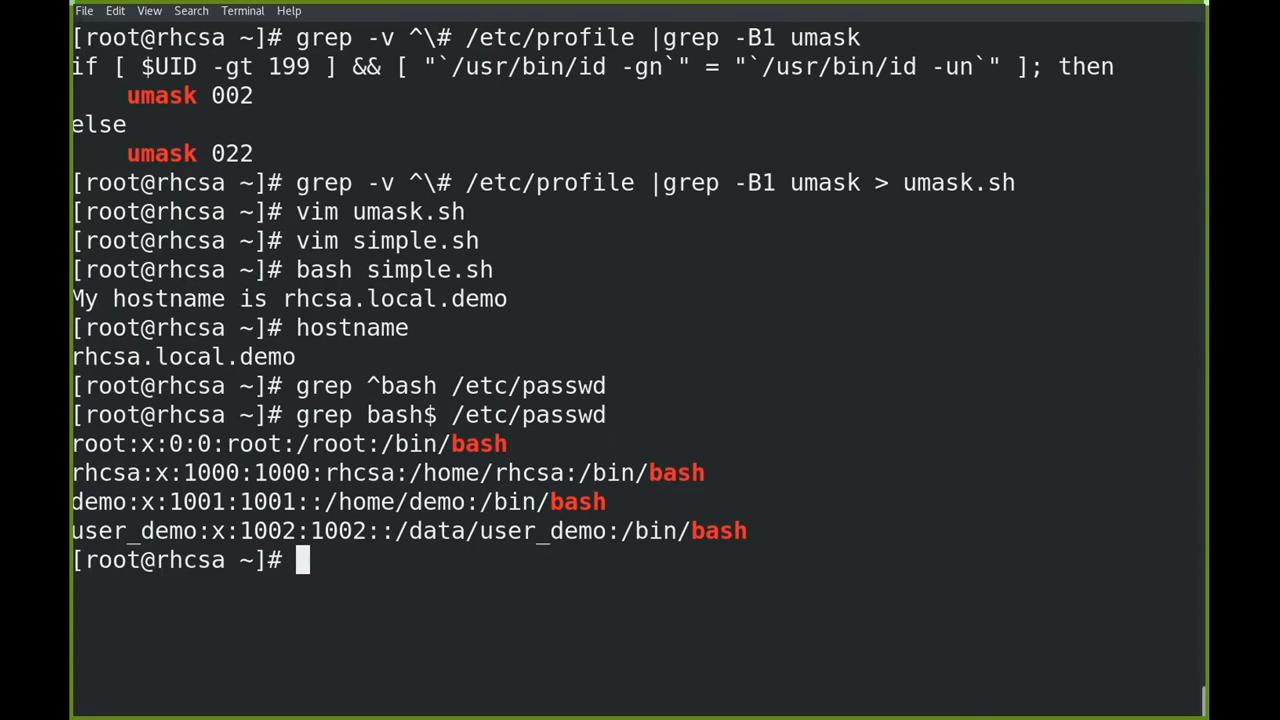 File Edit View Search Terminal Help
[root@rhcsa ~]# grep -v ^\# /etc/profile |grep -B1 umask
if [ $UID -gt 199 ] && [ "`/usr/bin/id -gn`" = "`/usr/bin/id -un`" ]; then
    umask 002
else
    umask 022
[root@rhcsa ~]# grep -v ^\# /etc/profile |grep -B1 umask > umask.sh
[root@rhcsa ~]# vim umask.sh
[root@rhcsa ~]# vim simple.sh
[root@rhcsa ~]# bash simple.sh
My hostname is rhcsa.local.demo
[root@rhcsa ~]# hostname
rhcsa.local.demo
[root@rhcsa ~]# grep ^bash /etc/passwd
[root@rhcsa ~]# grep bash$ /etc/passwd
root:x:0:0:root:/root:/bin/bash
rhcsa:x:1000:1000:rhcsa:/home/rhcsa:/bin/bash
demo:x:1001:1001::/home/demo:/bin/bash
user_demo:x:1002:1002::/data/user_demo:/bin/bash
[root@rhcsa ~]#